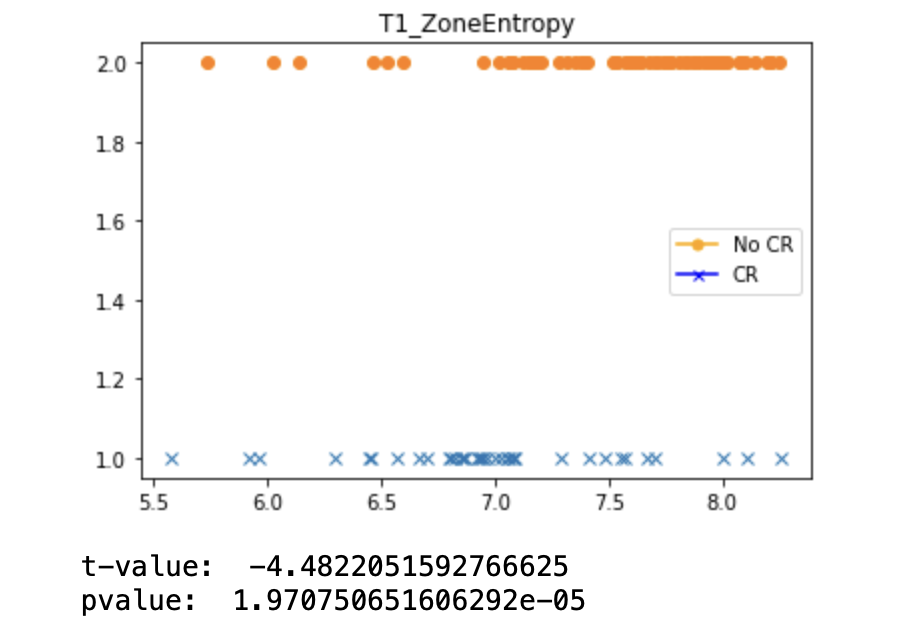 T1_ZoneEntropy
2.0
1.8
1.6
1.4
1.2
1.0
No CR
CR
5.5 6.0 6.5 7.0 7.5 8.0
t-value: -4.4822051592766625
pvalue: 1.970750651606292e-05